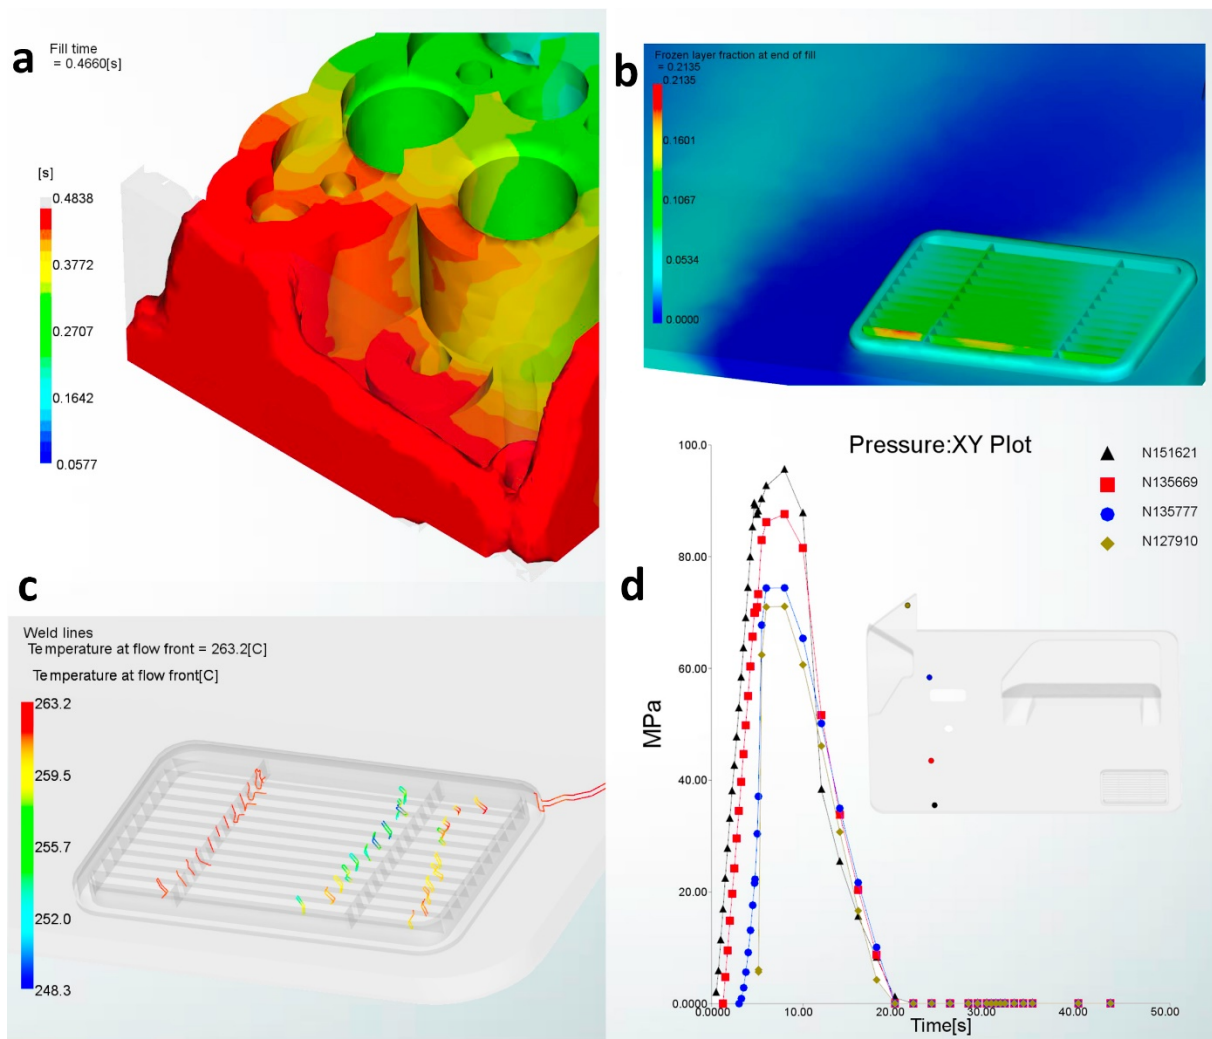 a
Fill time
= 0.4660[s]
[s]
0.4838
0.3772
0.2707
0.1642
0.0577
b
Frozen layer fraction at end of fill
= 0.2135
0.2135
0.1601
0.1067
0.0534
0.0000
c
Weld lines
Temperature at flow front = 263.2[C]
Temperature at flow front[C]
263.2
259.5
255.7
252.0
248.3
d
Pressure:XY Plot
N151621
N135669
N135777
N127910
MPa
100.0
80.00
60.00
40.00
20.00
0.0000
0.0000 10.00 20.00 30.00 40.00 50.00
Time[s]